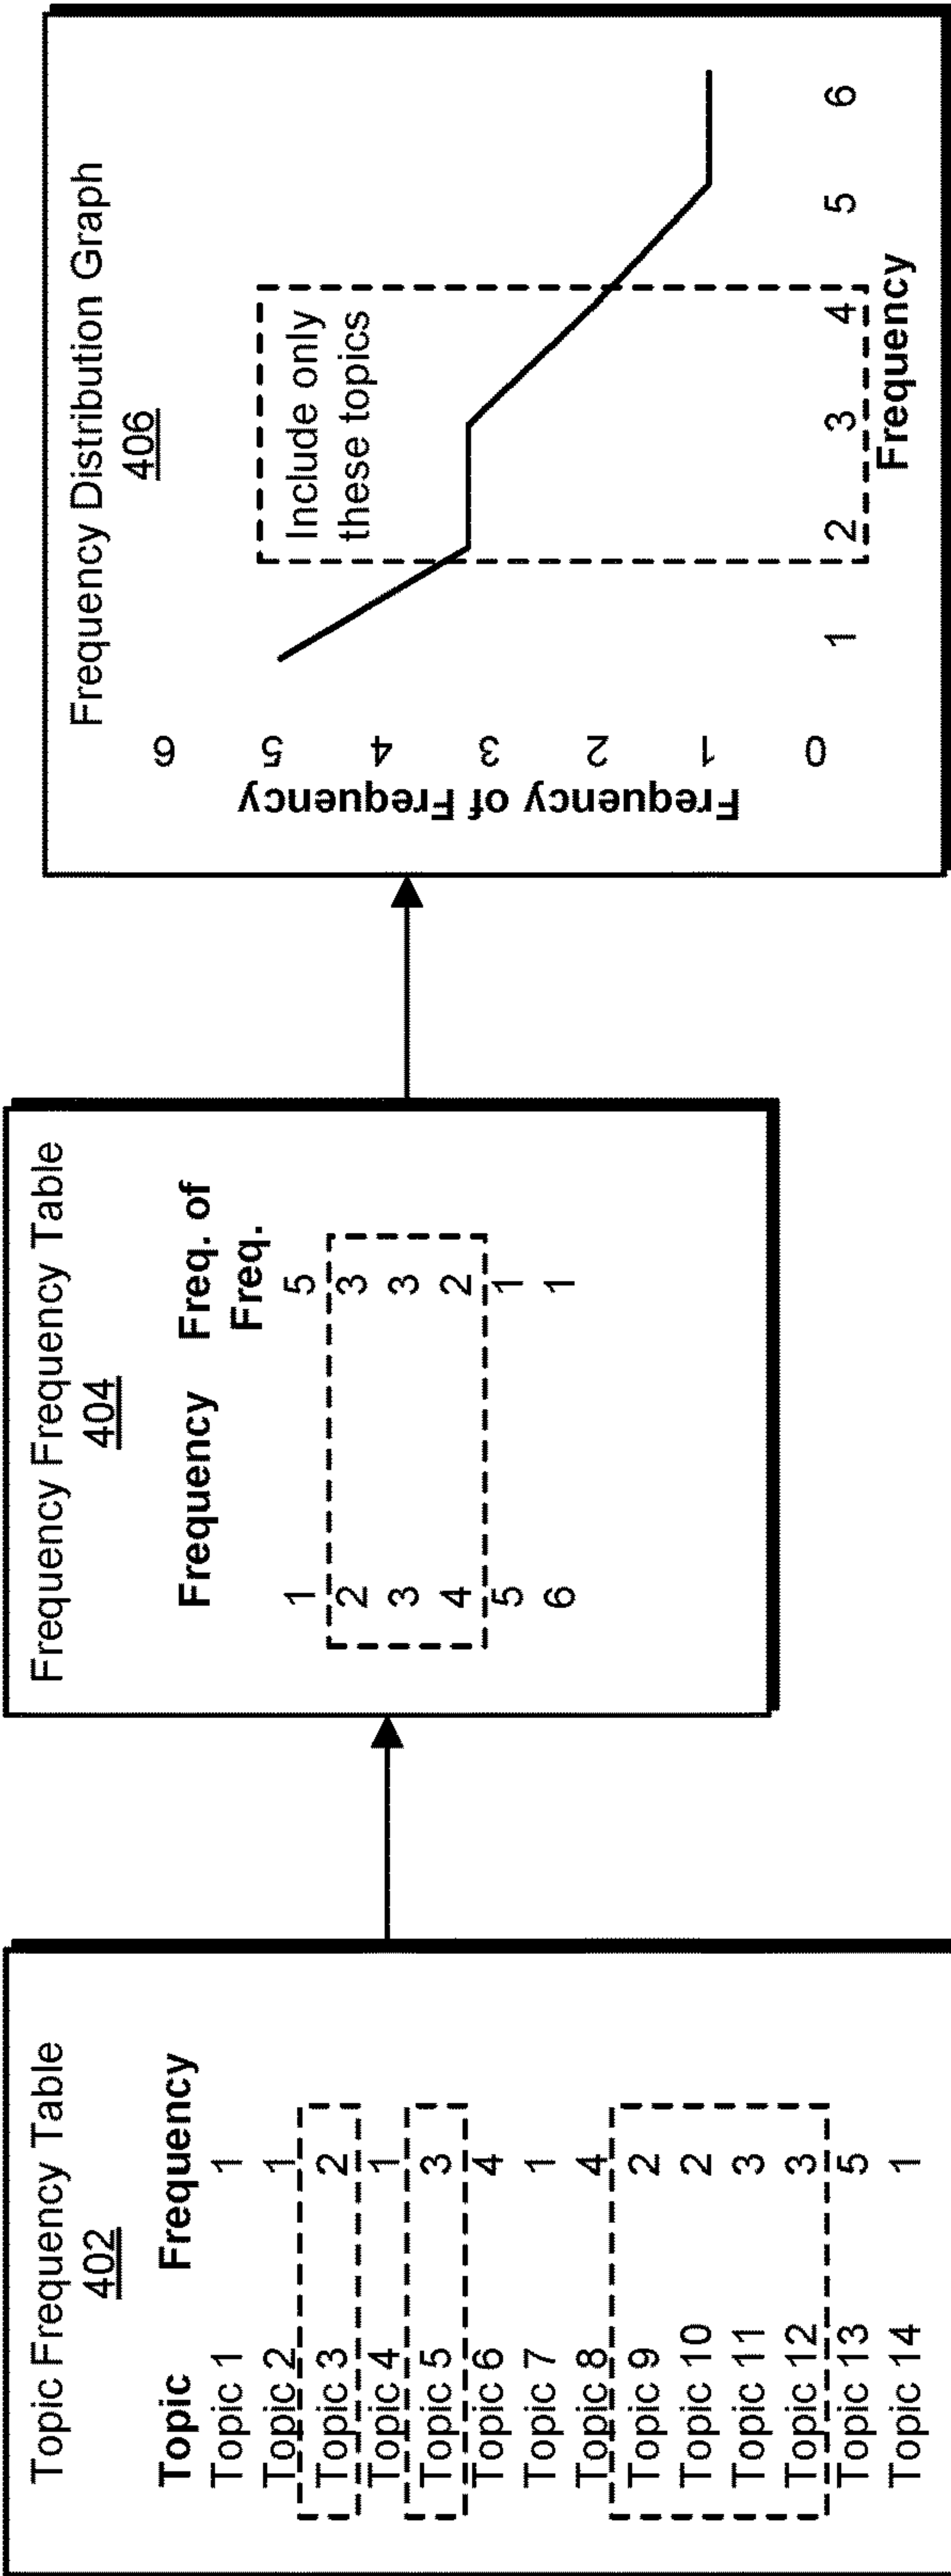 Topic Frequency Table
402
Topic Frequency
Topic 1 1
Topic 2 1
Topic 3 2
Topic 4 1
Topic 5 3
Topic 6 4
Topic 7 1
Topic 8 4
Topic 9 2
Topic 10 2
Topic 11 3
Topic 12 3
Topic 13 5
Topic 14 1
Frequency Frequency Table
404
Frequency Freq. of
Freq.
1 5
2 3
3 3
4 2
5 1
6 1
Frequency Distribution Graph
406
Frequency of Frequency
6
5
4
3
2
1
0
Include only
these topics
1 2 3 4 5 6
Frequency